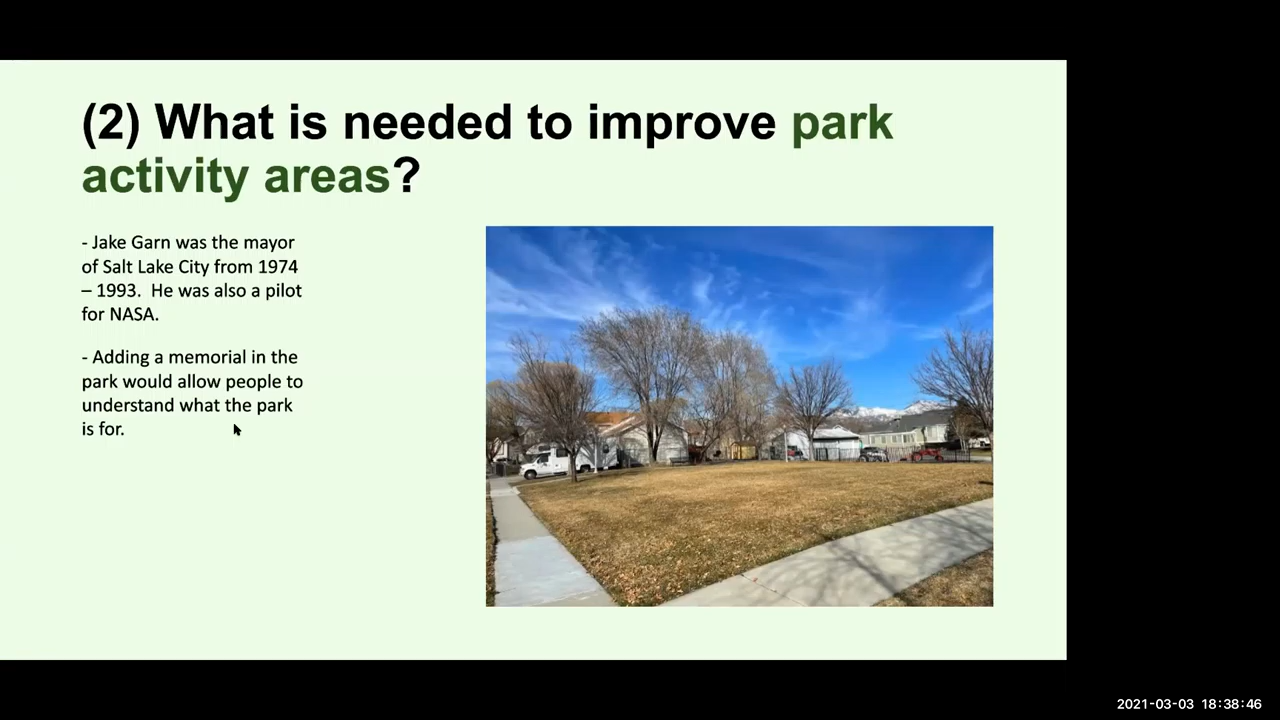 (2) What is needed to improve park
activity areas?
- Jake Garn was the mayor
of Salt Lake City from 1974
– 1993.  He was also a pilot
for NASA.
- Adding a memorial in the
park would allow people to
understand what the park
is for.
2021-03-03 18:38:46